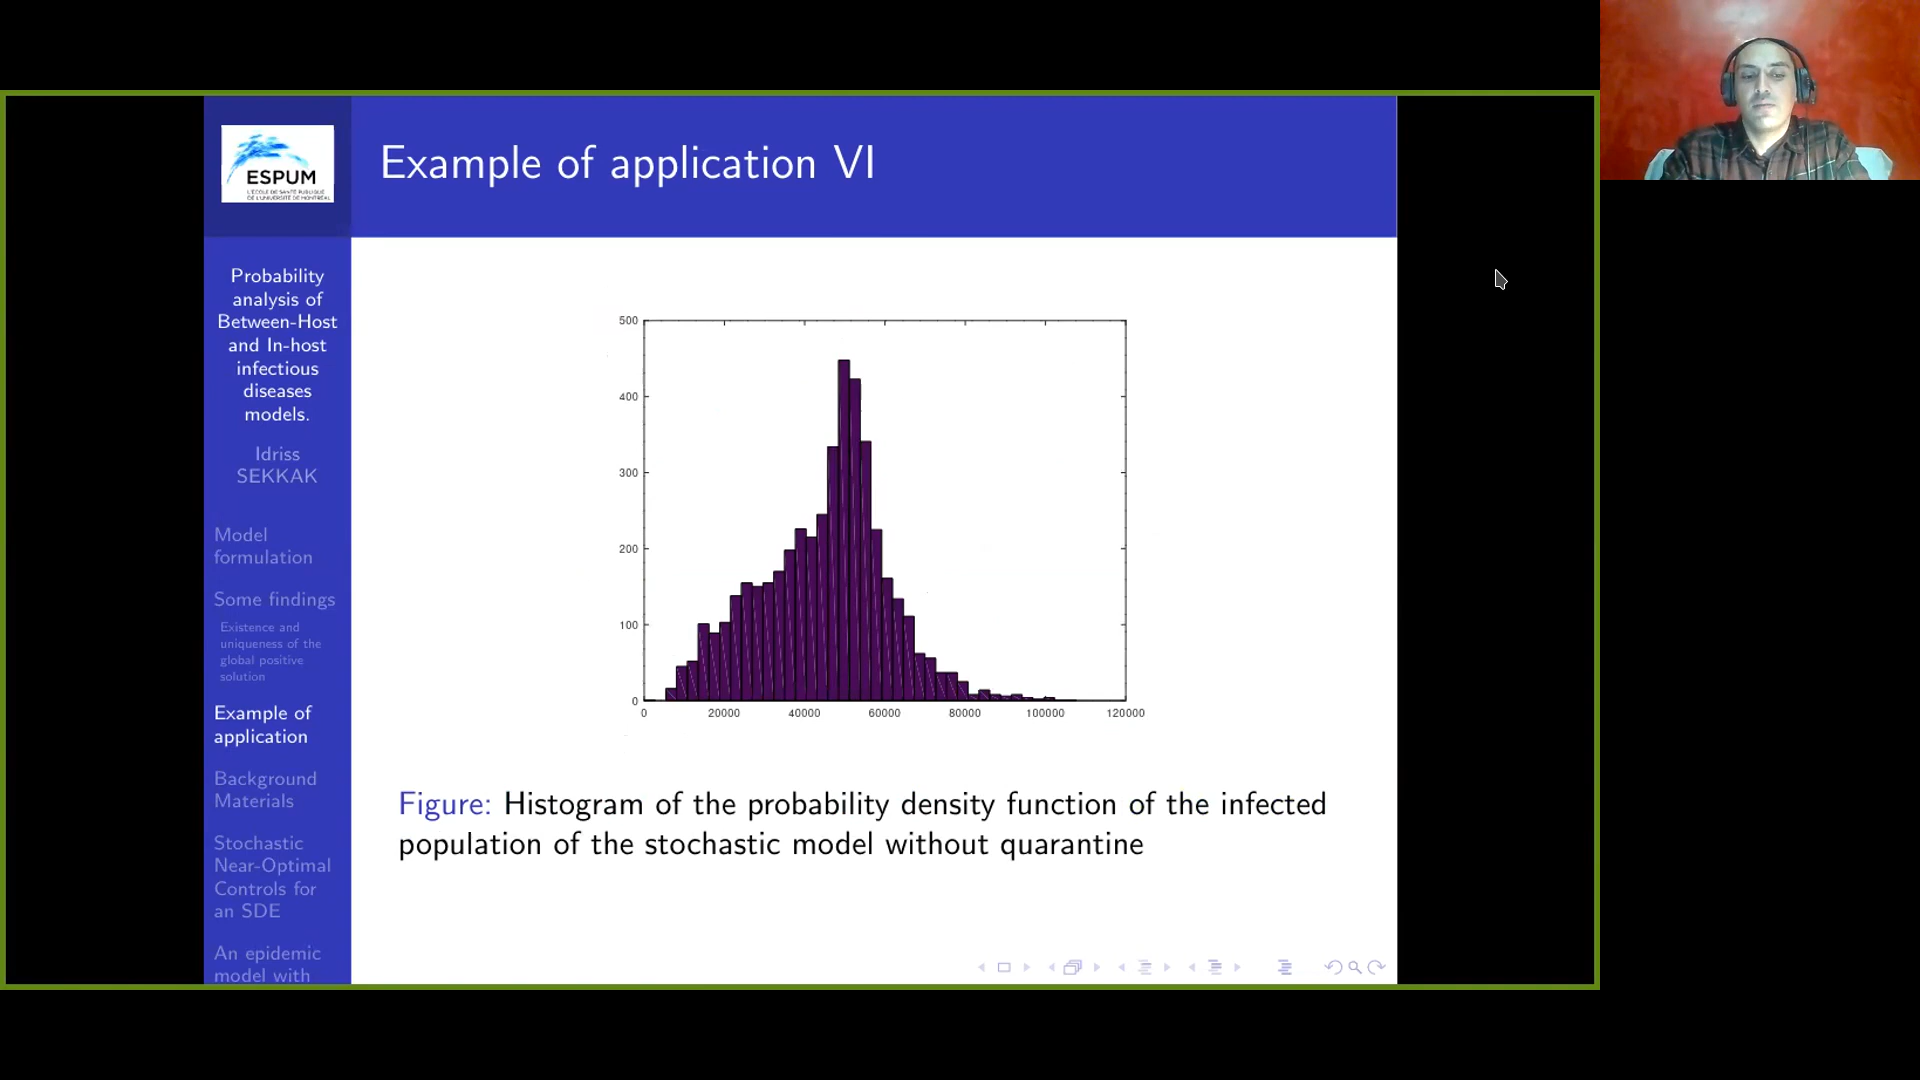 ESPUM
L'ÉCOLE DE SANTÉ PUBLIQUE
DE L'UNIVERSITÉ DE MONTRÉAL
Example of application VI
Probability
analysis of
Between-Host
and In-host
infectious
diseases
models.
Idriss
SEKKAK
Model
formulation
Some findings
Existence and
uniqueness of the
global positive
solution
Example of
application
Background
Materials
Stochastic
Near-Optimal
Controls for
an SDE
An epidemic
model with
500
400
300
200
100
0
0 20000 40000 60000 80000 100000 120000
Figure: Histogram of the probability density function of the infected
population of the stochastic model without quarantine